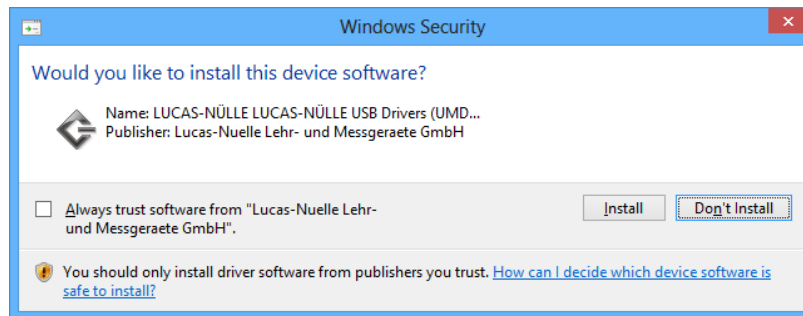 Windows Security
Would you like to install this device software?
Name: LUCAS-NÜLLE LUCAS-NÜLLE USB Drivers (UMD...
Publisher: Lucas-Nuelle Lehr- und Messgeraete GmbH
Always trust software from "Lucas-Nuelle Lehr-
und Messgeraete GmbH".
Install
Don't Install
You should only install driver software from publishers you trust. How can I decide which device software is
safe to install?